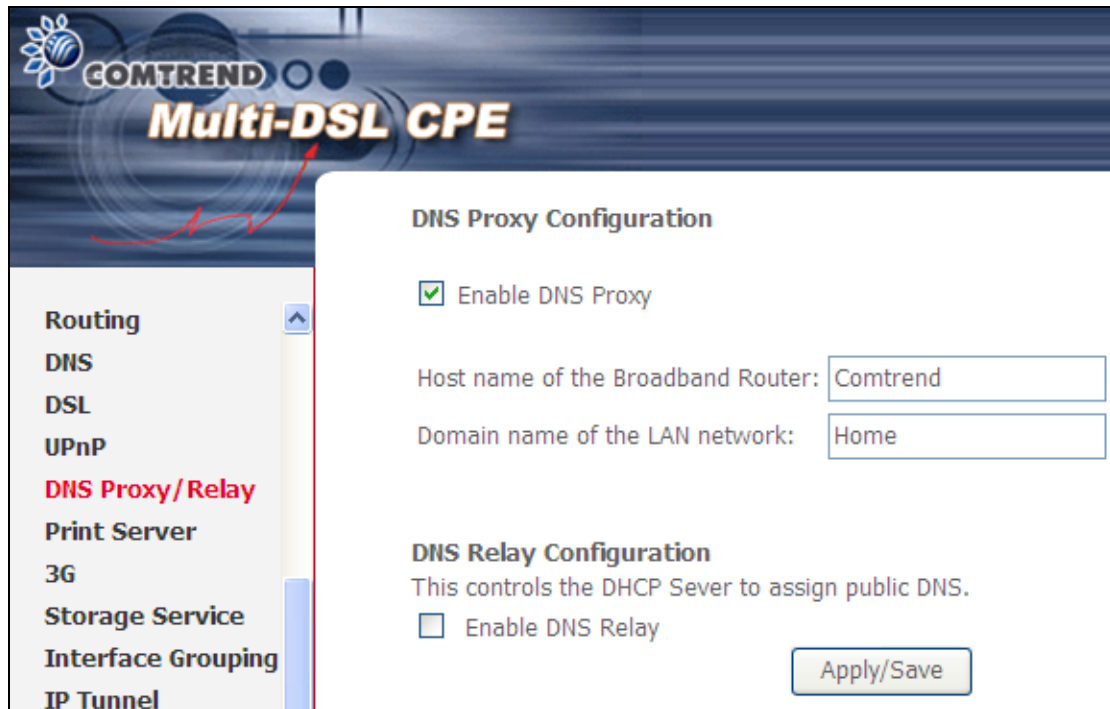 COMTREND
Multi-DSL CPE
Routing
DNS
DSL
UPnP
DNS Proxy/Relay
Print Server
3G
Storage Service
Interface Grouping
IP Tunnel
DNS Proxy Configuration
Enable DNS Proxy
Host name of the Broadband Router: Comtrend
Domain name of the LAN network: Home
DNS Relay Configuration
This controls the DHCP Sever to assign public DNS.
Enable DNS Relay
Apply/Save